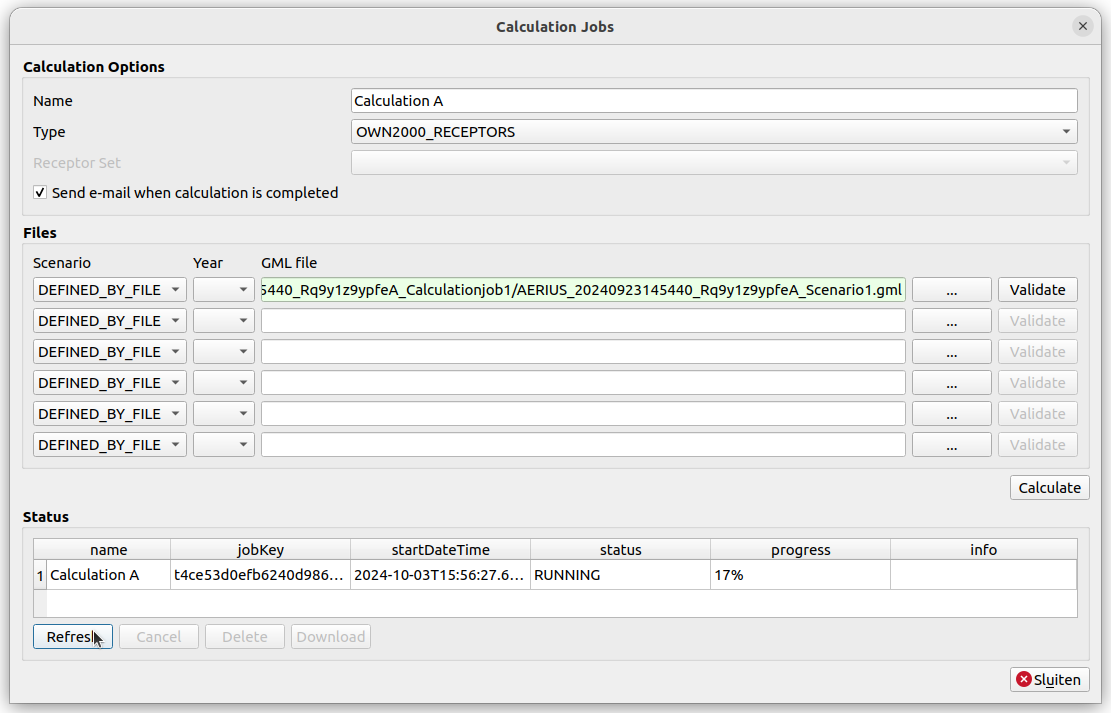 Calculation Jobs
Calculation Options
Name Calculation A
Type OWN2000_RECEPTORS
Receptor Set
Send e-mail when calculation is completed
Files
Scenario Year GML file
DEFINED_BY_FILE 5440_Rq9y1z9ypfeA_Calculationjob1/AERIUS_20240923145440_Rq9y1z9ypfeA_Scenario1.gml ... Validate
DEFINED_BY_FILE ... Validate
DEFINED_BY_FILE ... Validate
DEFINED_BY_FILE ... Validate
DEFINED_BY_FILE ... Validate
DEFINED_BY_FILE ... Validate
Calculate
Status
name jobKey startDateTime status progress info
1 Calculation A t4ce53d0efb6240d986... 2024-10-03T15:56:27.6... RUNNING 17%
Refresh Cancel Delete Download
Sluiten